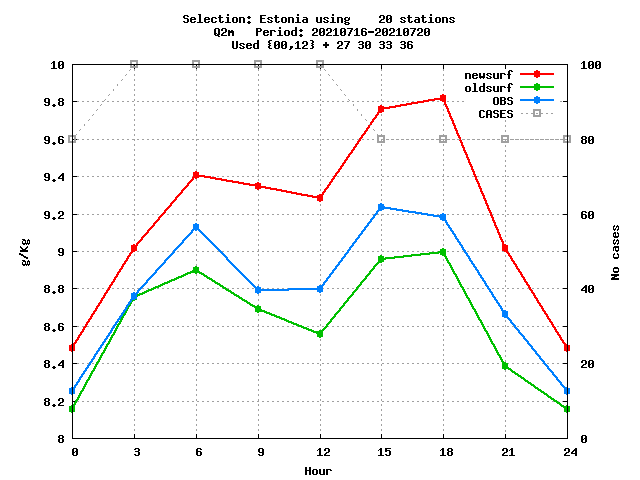 Selection: Estonia using    20 stations
Q2m   Period: 20210716-20210720
Used {00,12} + 27 30 33 36
newsurf
oldsurf
OBS
CASES
10
9.8
9.6
9.4
9.2
9
8.8
8.6
8.4
8.2
8
g/Kg
100
80
60
40
20
0
No cases
0 3 6 9 12 15 18 21 24
Hour